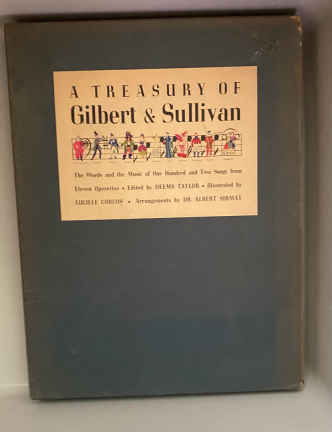 A TREASURY OF
Gilbert & Sullivan
The Words and the Music of One Hundred and Two Songs from
Eleven Operettas • Edited by DEEMS TAYLOR • Illustrated by
LUCILLE CORCOS • Arrangements by DR. ALBERT SIRMAY